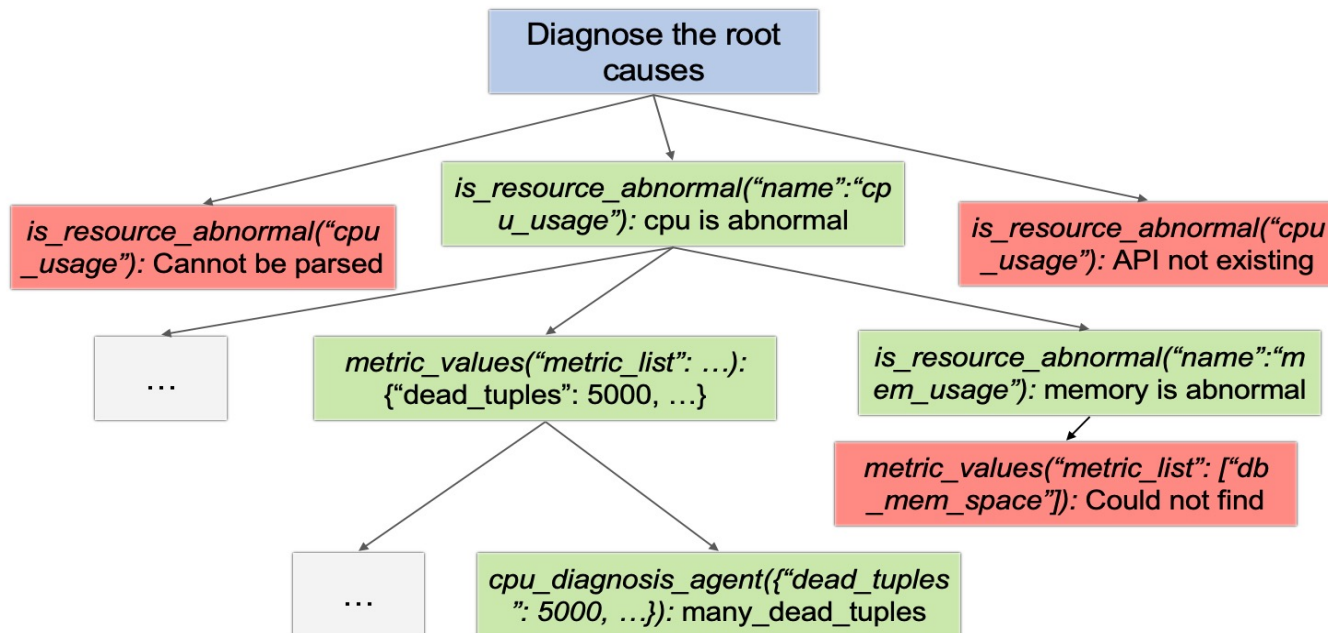 Diagnose the root
causes
is_resource_abnormal(“cpu
_usage”): Cannot be parsed
is_resource_abnormal(“name”:“cp
u_usage”): cpu is abnormal
is_resource_abnormal(“cpu
_usage”): API not existing
…
metric_values(“metric_list”: …):
{“dead_tuples”: 5000, …}
is_resource_abnormal(“name”:“m
em_usage”): memory is abnormal
metric_values(“metric_list”: [“db
_mem_space”]): Could not find
…
cpu_diagnosis_agent({“dead_tuples
”: 5000, …}): many_dead_tuples